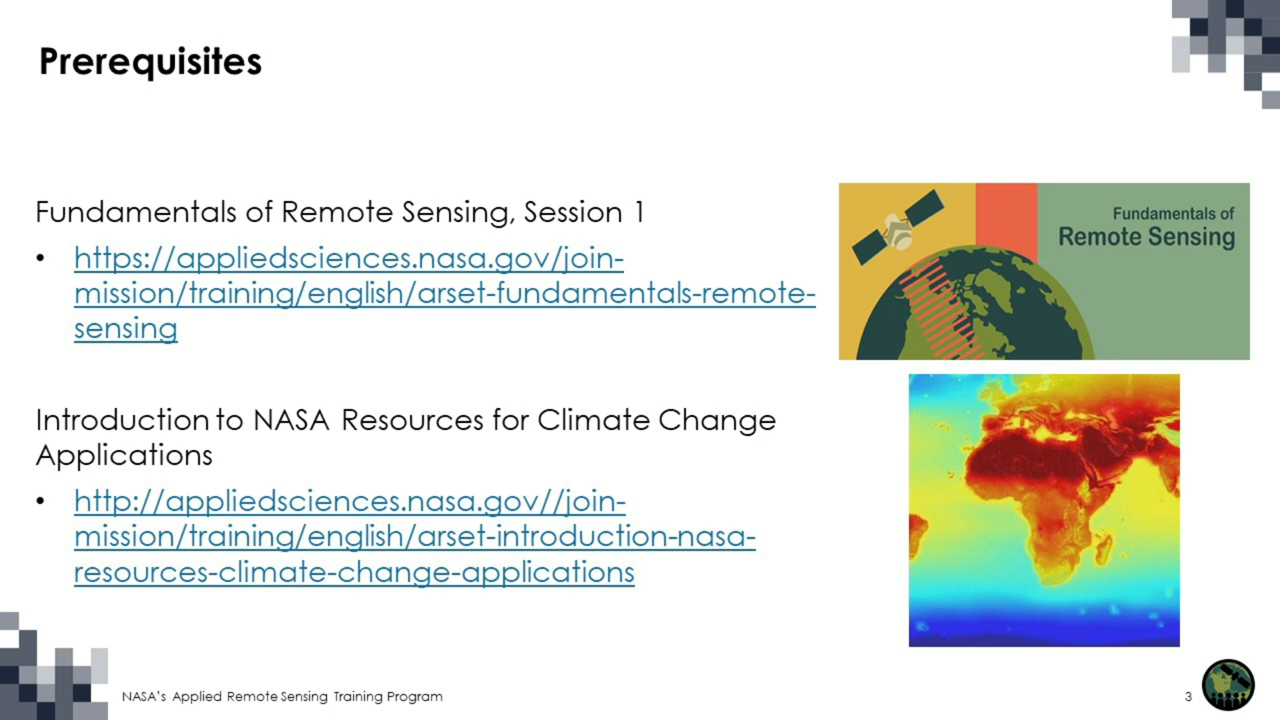 Prerequisites
Fundamentals of Remote Sensing, Session 1
• https://appliedsciences.nasa.gov/join-
mission/training/english/arset-fundamentals-remote-
sensing
Fundamentals of
Remote Sensing
Introduction to NASA Resources for Climate Change
Applications
• http://appliedsciences.nasa.gov//join-
mission/training/english/arset-introduction-nasa-
resources-climate-change-applications
NASA's Applied Remote Sensing Training Program
3